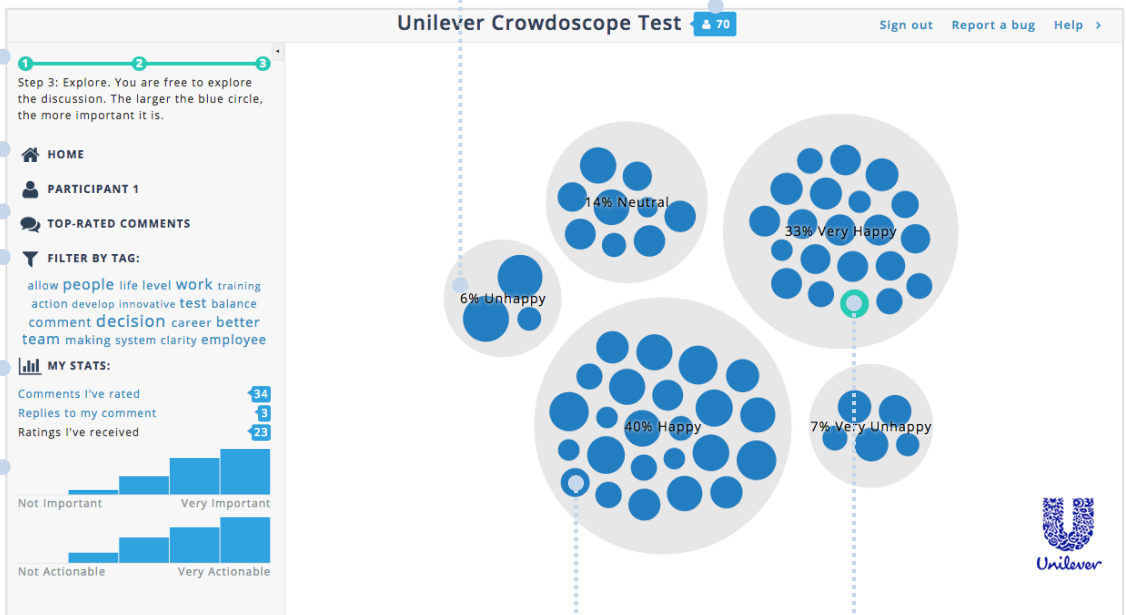 Unilever Crowdoscope Test
70
Sign out
Report a bug
Help
1
2
3
Step 3: Explore. You are free to explore
the discussion. The larger the blue circle,
the more important it is.
HOME
PARTICIPANT 1
TOP-RATED COMMENTS
FILTER BY TAG:
allow people life level work training
action develop innovative test balance
comment decision career better
team making system clarity employee
MY STATS:
Comments I've rated 34
Replies to my comment 3
Ratings I've received 23
Not Important Very Important
Not Actionable Very Actionable
14% Neutral
33% Very Happy
6% Unhappy
40% Happy
7% Very Unhappy
Unilever